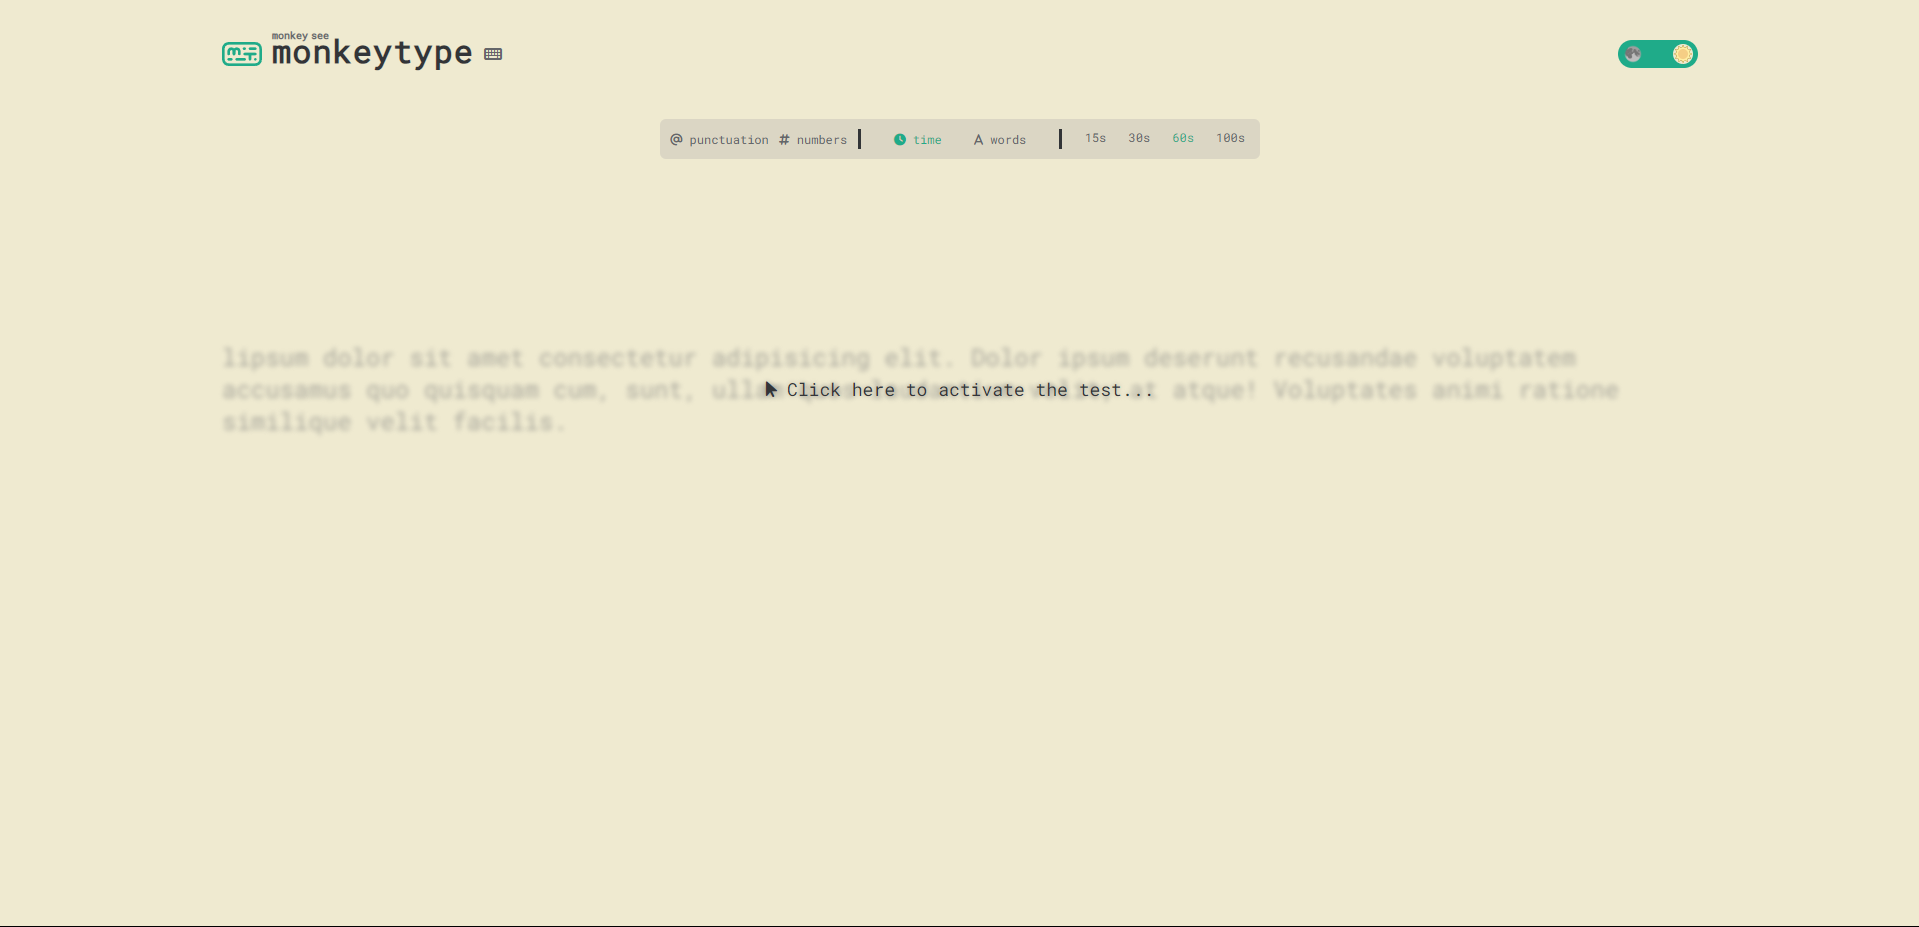 monkey see
monkeytype
@ punctuation # numbers time A words 15s 30s 60s 100s
lipsum dolor sit amet consectetur adipisicing elit. Dolor ipsum deserunt recusandae voluptatem
accusamus quo quisquam cum, sunt,
Click here to activate the test...
atque! Voluptates animi ratione
similique velit facilis.